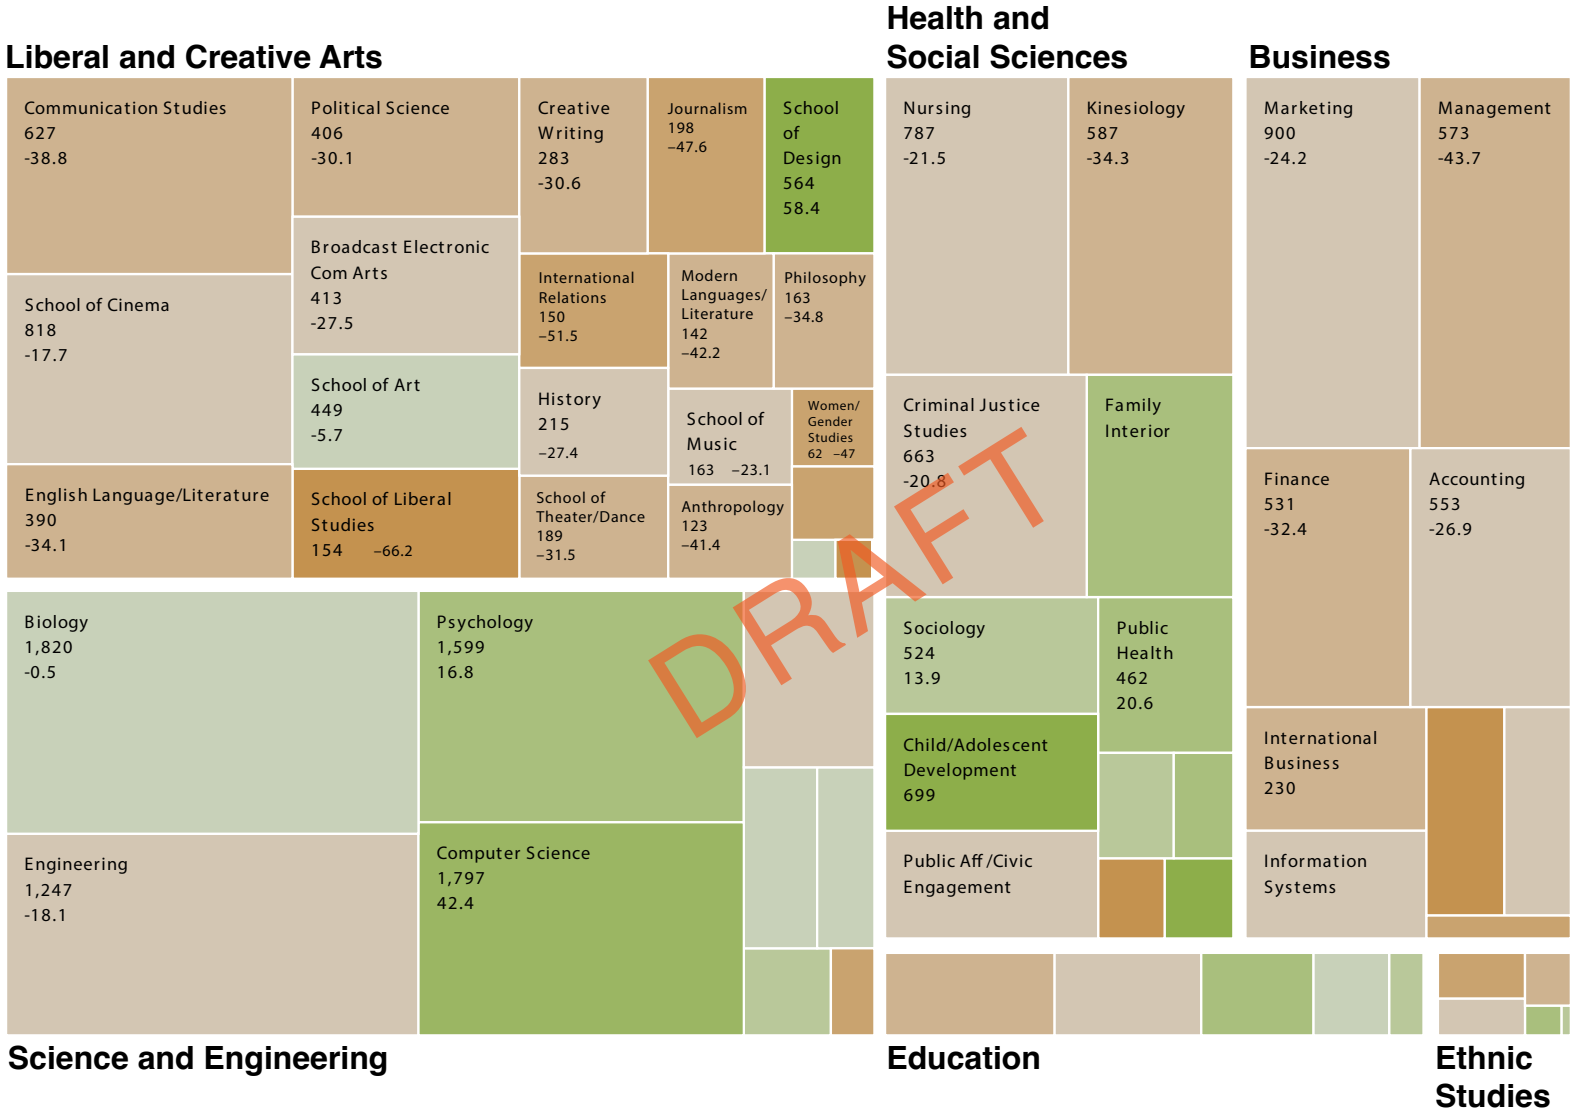 Liberal and Creative Arts
Communication Studies
627
-38.8
School of Cinema
818
-17.7
English Language/Literature
390
-34.1
Political Science
406
-30.1
Broadcast Electronic
Com Arts
413
-27.5
School of Art
449
-5.7
School of Liberal
Studies
154 –66.2
Creative
Writing
283
-30.6
Journalism
198
–47.6
School
of
Design
564
58.4
International
Relations
150
–51.5
Modern
Languages/
Literature
142
–42.2
Philosophy
163
–34.8
History
215
–27.4
School of
Music
163 –23.1
Women/
Gender
Studies
62 –47
School of
Theater/Dance
189
–31.5
Anthropology
123
–41.4
Health and
Social Sciences
Nursing
787
-21.5
Kinesiology
587
-34.3
Criminal Justice
Studies
663
-20.8
Family
Interior
Sociology
524
13.9
Public
Health
462
20.6
Child/Adolescent
Development
699
Public Aff /Civic
Engagement
Business
Marketing
900
-24.2
Management
573
-43.7
Finance
531
-32.4
Accounting
553
-26.9
International
Business
230
Information
Systems
Biology
1,820
-0.5
Psychology
1,599
16.8
Engineering
1,247
-18.1
Computer Science
1,797
42.4
DRAFT
Science and Engineering
Education
Ethnic
Studies